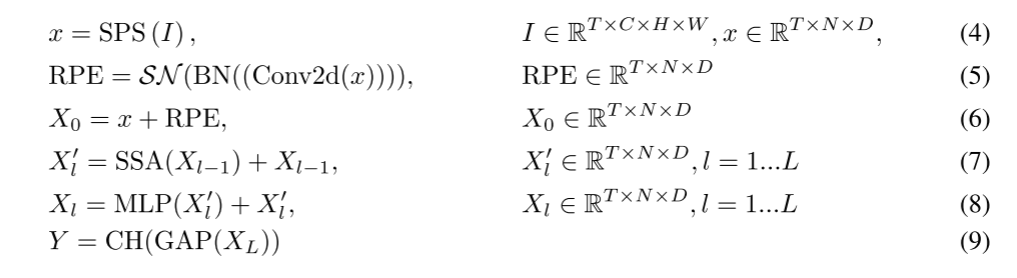 x = SPS (I), I ∈ ℝ^{T×C×H×W}, x ∈ ℝ^{T×N×D}, (4)
RPE = 𝒮𝒩(BN((Conv2d(x)))), RPE ∈ ℝ^{T×N×D} (5)
X_0 = x + RPE, X_0 ∈ ℝ^{T×N×D} (6)
X′_l = SSA(X_{l−1}) + X_{l−1}, X′_l ∈ ℝ^{T×N×D}, l = 1...L (7)
X_l = MLP(X′_l) + X′_l, X_l ∈ ℝ^{T×N×D}, l = 1...L (8)
Y = CH(GAP(X_L)) (9)